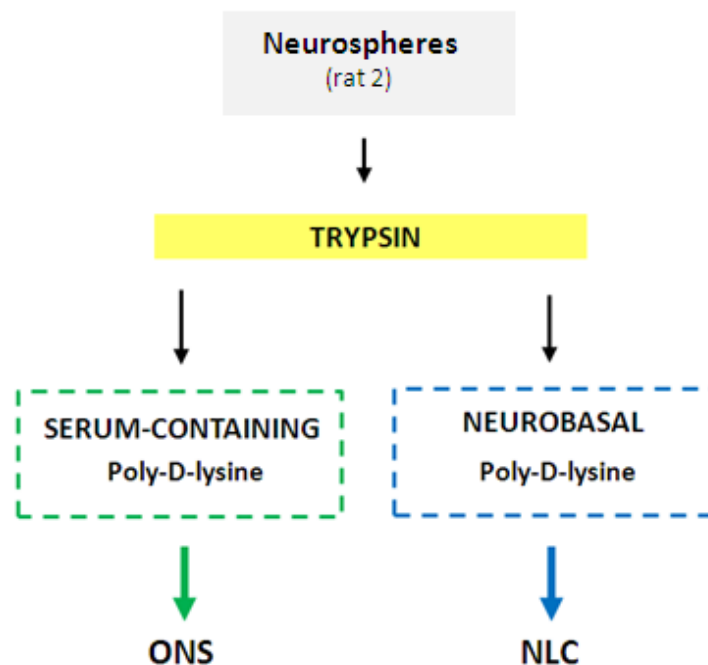 Neurospheres
(rat 2)
TRYPSIN
SERUM-CONTAINING
Poly-D-lysine
NEUROBASAL
Poly-D-lysine
ONS
NLC